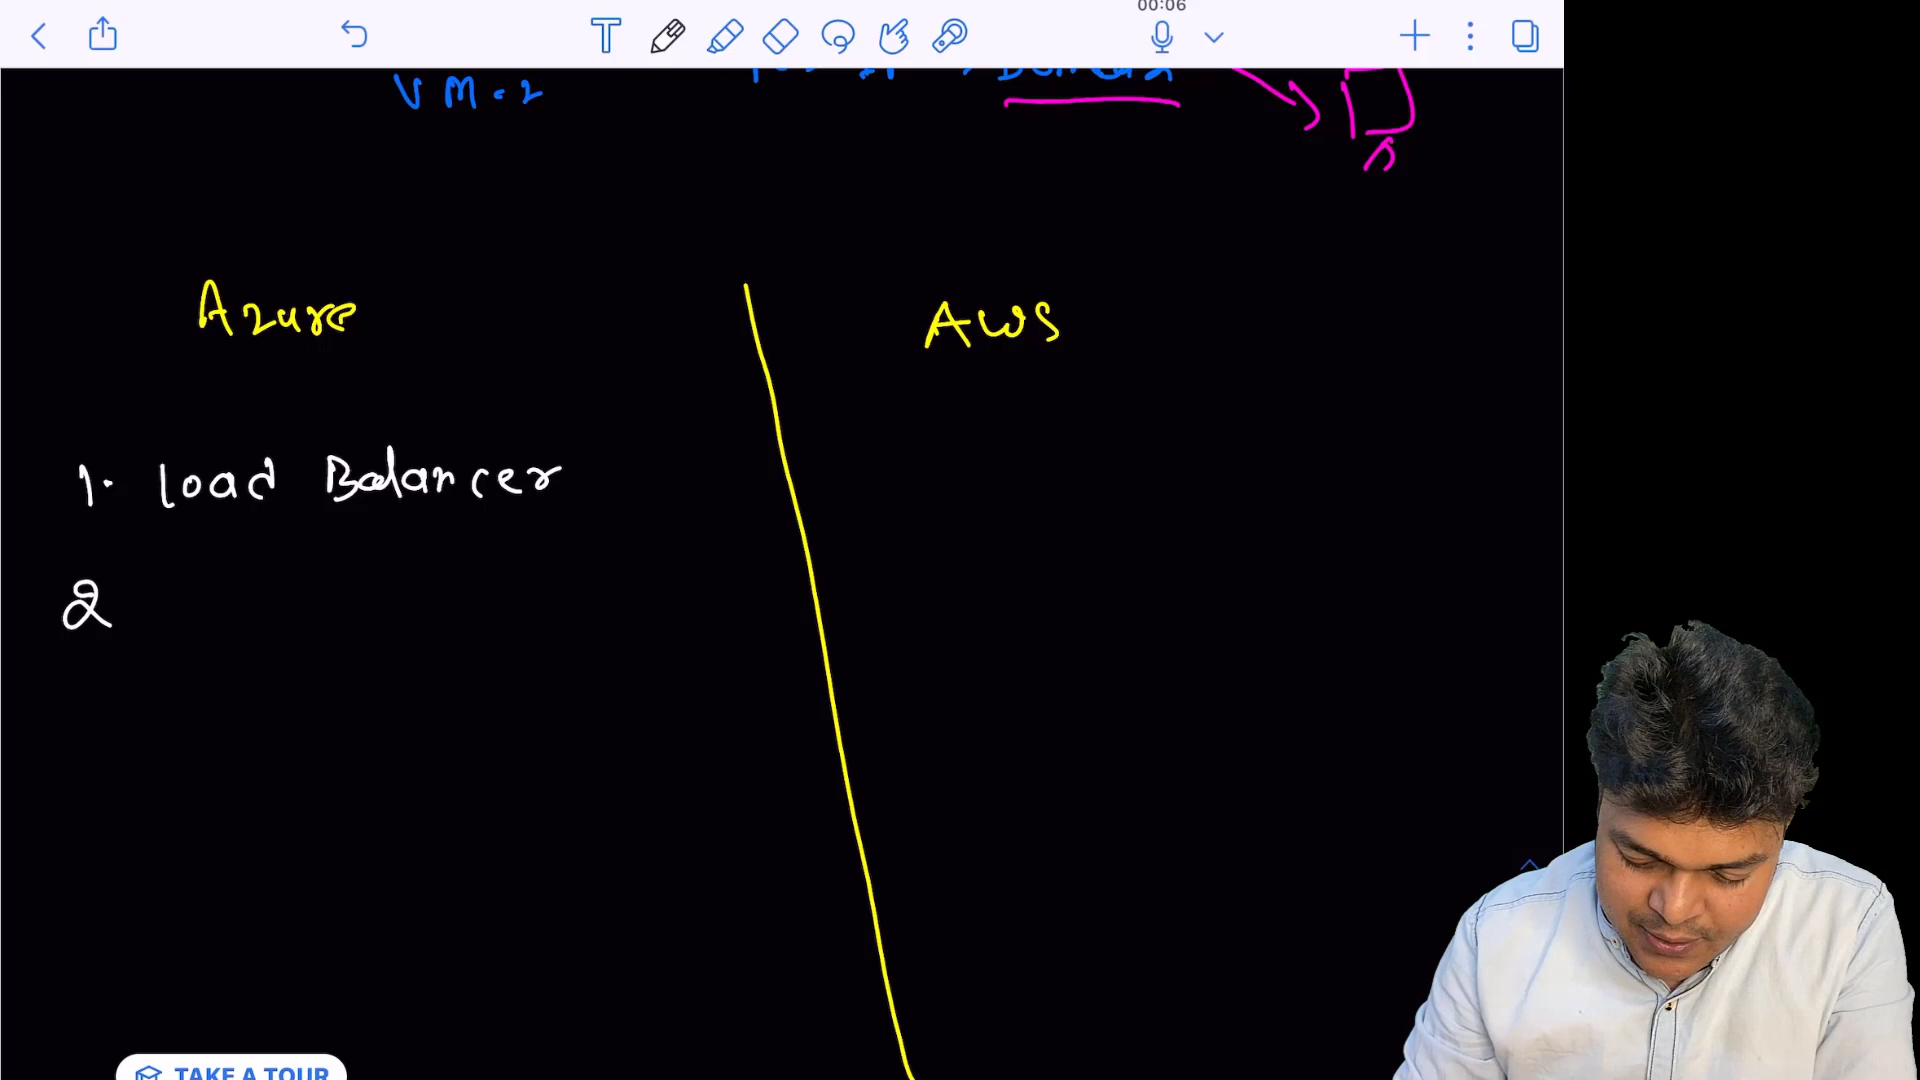 00:06
VM-2
Azure
AWS
1. Load Balancer
2
TAKE A TOUR